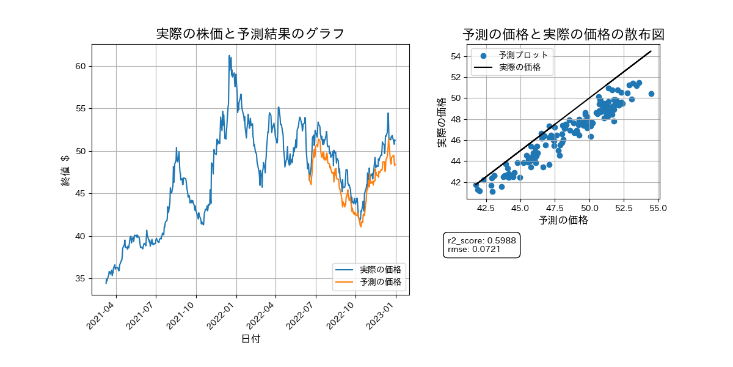 実際の株価と予測結果のグラフ
終値 $
60
55
50
45
40
35
2021-04
2021-07
2021-10
2022-01
2022-04
2022-07
2022-10
2023-01
日付
実際の価格
予測の価格
予測の価格と実際の価格の散布図
実際の価格
54
52
50
48
46
44
42
42.5
45.0
47.5
50.0
52.5
55.0
予測の価格
予測プロット
実際の価格
r2_score: 0.5988
rmse: 0.0721